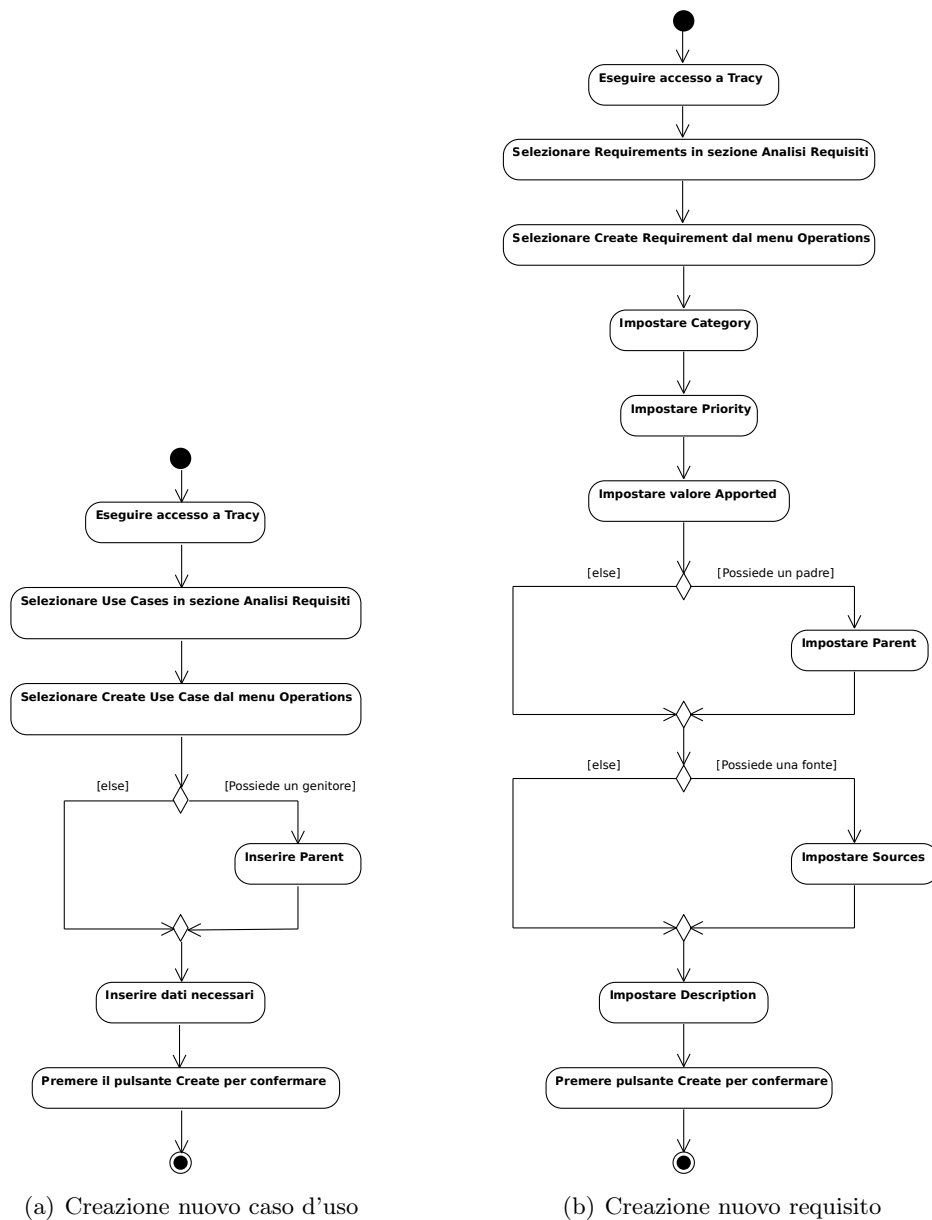 Eseguire accesso a Tracy
Selezionare Use Cases in sezione Analisi Requisiti
Selezionare Create Use Case dal menu Operations
[else]
[Possiede un genitore]
Inserire Parent
Inserire dati necessari
Premere il pulsante Create per confermare
(a) Creazione nuovo caso d'uso
Eseguire accesso a Tracy
Selezionare Requirements in sezione Analisi Requisiti
Selezionare Create Requirement dal menu Operations
Impostare Category
Impostare Priority
Impostare valore Apported
[else]
[Possiede un padre]
Impostare Parent
[else]
[Possiede una fonte]
Impostare Sources
Impostare Description
Premere pulsante Create per confermare
(b) Creazione nuovo requisito